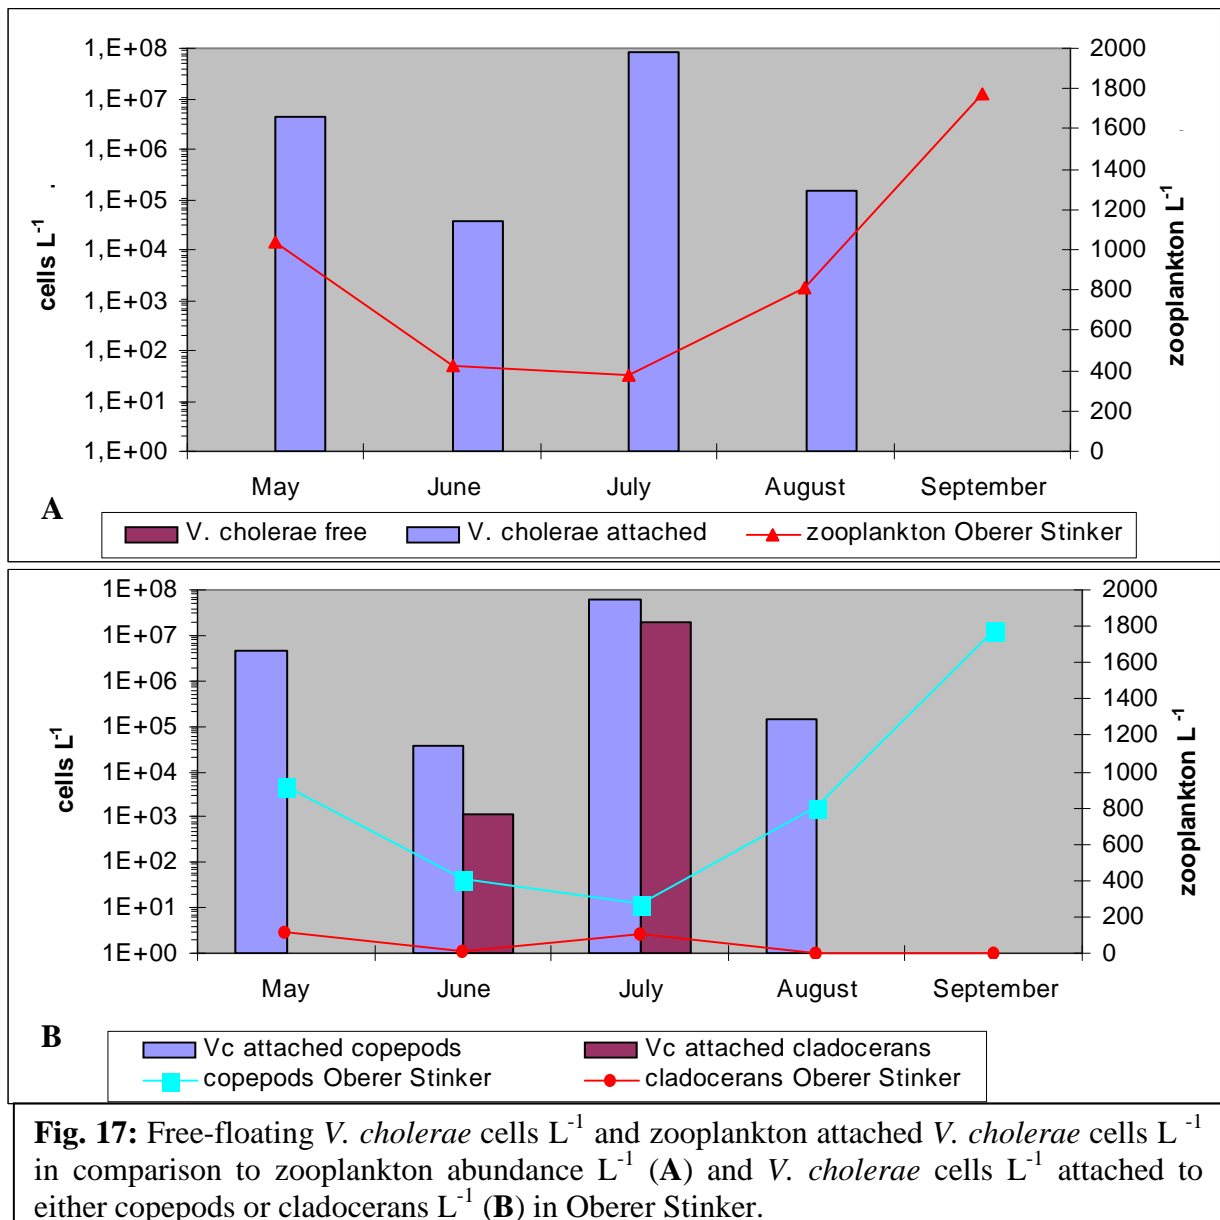 1,E+08
1,E+07
1,E+06
1,E+05
1,E+04
1,E+03
1,E+02
1,E+01
1,E+00
cells L⁻¹
2000
1800
1600
1400
1200
1000
800
600
400
200
0
zooplankton L⁻¹
May June July August September
A
V. cholerae free V. cholerae attached zooplankton Oberer Stinker
1E+08
1E+07
1E+06
1E+05
1E+04
1E+03
1E+02
1E+01
1E+00
cells L⁻¹
2000
1800
1600
1400
1200
1000
800
600
400
200
0
zooplankton L⁻¹
May June July August September
B
Vc attached copepods Vc attached cladocerans
copepods Oberer Stinker cladocerans Oberer Stinker
Fig. 17: Free-floating V. cholerae cells L⁻¹ and zooplankton attached V. cholerae cells L ⁻¹
in comparison to zooplankton abundance L⁻¹ (A) and V. cholerae cells L⁻¹ attached to
either copepods or cladocerans L⁻¹ (B) in Oberer Stinker.